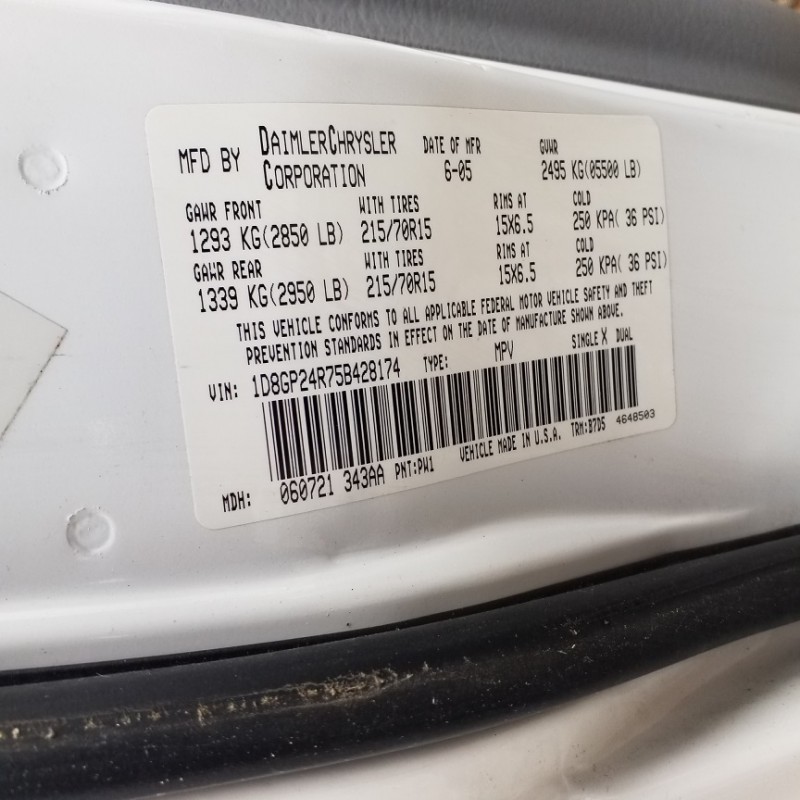 MFD BY DAIMLERCHRYSLER CORPORATION DATE OF MFR 6-05 GVWR 2495 KG(05500 LB)
GAWR FRONT WITH TIRES RIMS AT COLD
1293 KG(2850 LB) 215/70R15 15X6.5 250 KPA( 36 PSI)
GAWR REAR WITH TIRES RIMS AT COLD
1339 KG(2950 LB) 215/70R15 15X6.5 250 KPA( 36 PSI)
THIS VEHICLE CONFORMS TO ALL APPLICABLE FEDERAL MOTOR VEHICLE SAFETY AND THEFT
PREVENTION STANDARDS IN EFFECT ON THE DATE OF MANUFACTURE SHOWN ABOVE.
VIN: 1D8GP24R75B428174 TYPE: MPV SINGLE X DUAL
MDH: 060721 343AA PNT:PW1 VEHICLE MADE IN U.S.A. TRM:B7D5 4648503